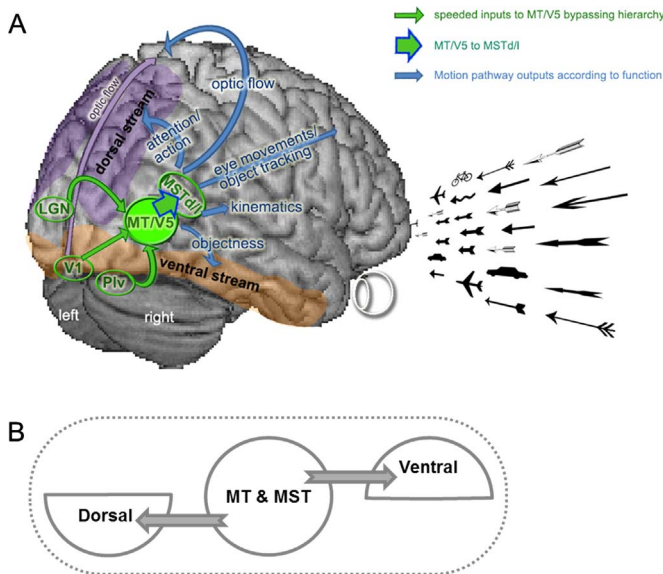 A
speeded inputs to MT/V5 bypassing hierarchy
MT/V5 to MSTd/l
Motion pathway outputs according to function
optic flow
dorsal stream
optic flow
attention/
action
eye movements/
object tracking
MSTd/l
kinematics
LGN
MT/V5
objectness
V1
Plv
ventral stream
left
right
B
Dorsal
MT & MST
Ventral